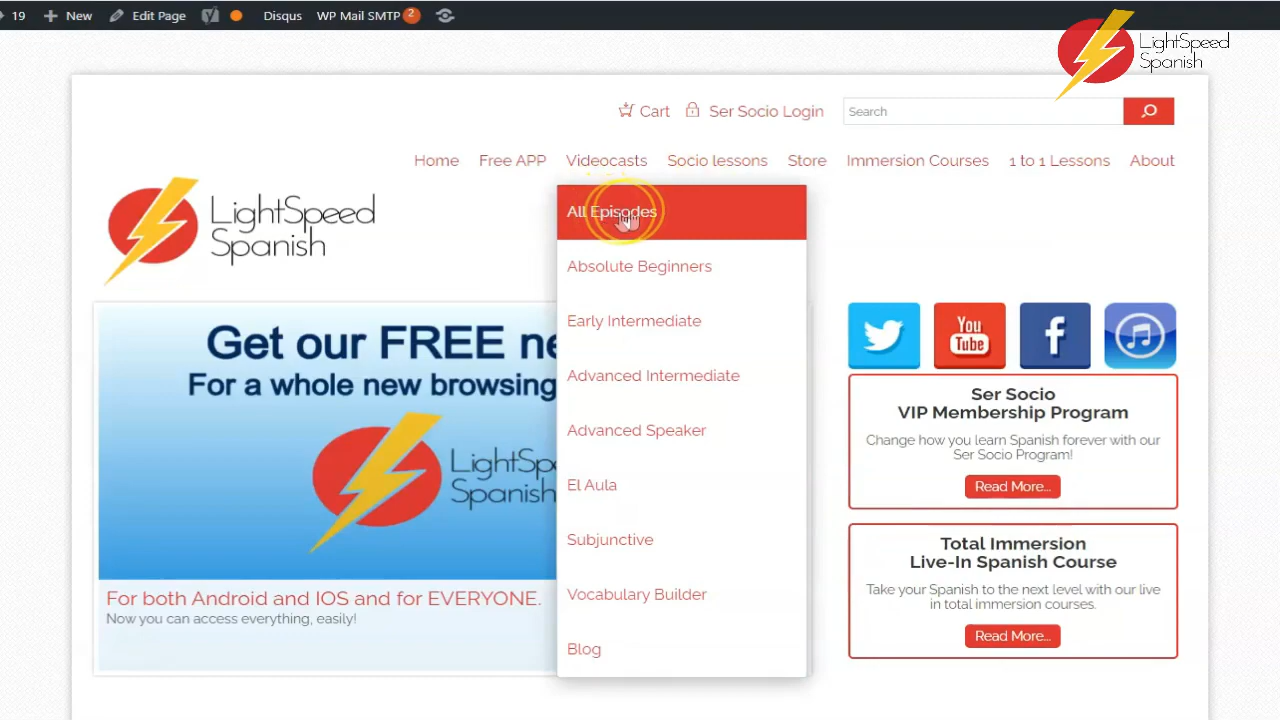 19 New Edit Page Disqus WP Mail SMTP 2
LightSpeed
Spanish
Cart Ser Socio Login Search
Home Free APP Videocasts Socio lessons Store Immersion Courses 1 to 1 Lessons About
LightSpeed
Spanish
All Episodes
Absolute Beginners
Early Intermediate
Advanced Intermediate
Advanced Speaker
El Aula
Subjunctive
Vocabulary Builder
Blog
Get our FREE ne
For a whole new browsing
LightSp
Spanish
For both Android and IOS and for EVERYONE.
Now you can access everything, easily!
You
Tube
f
Ser Socio
VIP Membership Program
Change how you learn Spanish forever with our
Ser Socio Program!
Read More...
Total Immersion
Live-In Spanish Course
Take your Spanish to the next level with our live
in total immersion courses.
Read More...